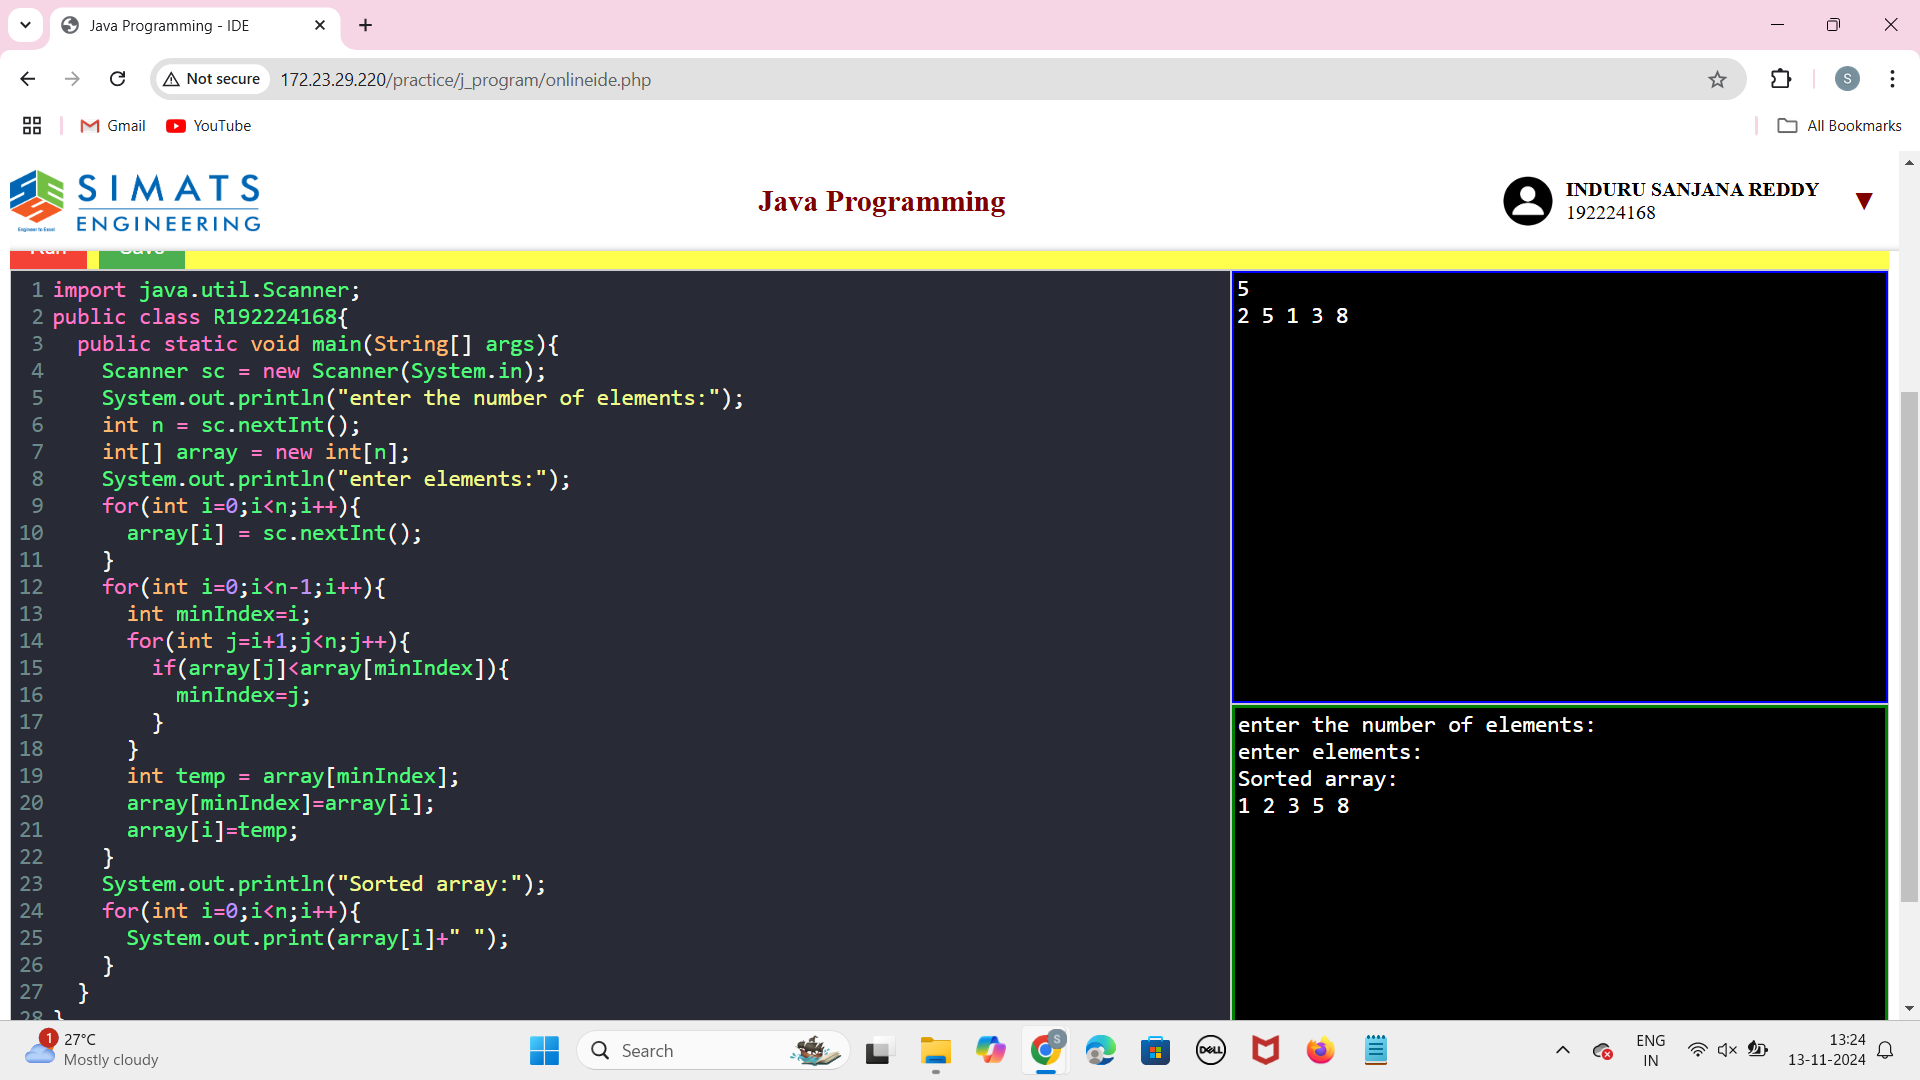 Java Programming - IDE
Not secure
172.23.29.220/practice/j_program/onlineide.php
S
Gmail
YouTube
All Bookmarks
SIMATS
ENGINEERING
Engineer to Excel
Java Programming
INDURU SANJANA REDDY
192224168
Run
Save
1 import java.util.Scanner;
2 public class R192224168{
3   public static void main(String[] args){
4     Scanner sc = new Scanner(System.in);
5     System.out.println("enter the number of elements:");
6     int n = sc.nextInt();
7     int[] array = new int[n];
8     System.out.println("enter elements:");
9     for(int i=0;i<n;i++){
10       array[i] = sc.nextInt();
11     }
12     for(int i=0;i<n-1;i++){
13       int minIndex=i;
14       for(int j=i+1;j<n;j++){
15         if(array[j]<array[minIndex]){
16           minIndex=j;
17         }
18       }
19       int temp = array[minIndex];
20       array[minIndex]=array[i];
21       array[i]=temp;
22     }
23     System.out.println("Sorted array:");
24     for(int i=0;i<n;i++){
25       System.out.print(array[i]+" ");
26     }
27   }
28 }
5
2 5 1 3 8
enter the number of elements:
enter elements:
Sorted array:
1 2 3 5 8
1
27°C
Mostly cloudy
Search
S
DELL
ENG
IN
13:24
13-11-2024